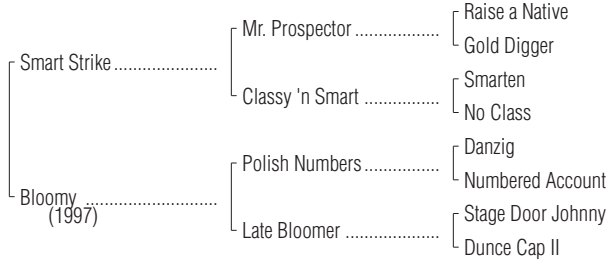 Raise a Native
Mr. Prospector ..................
Gold Digger
Smart Strike ......................
Smarten
Classy 'n Smart ................
No Class
Danzig
Polish Numbers ................
Numbered Account
Bloomy ...........................
(1997)
Stage Door Johnny
Late Bloomer ....................
Dunce Cap II